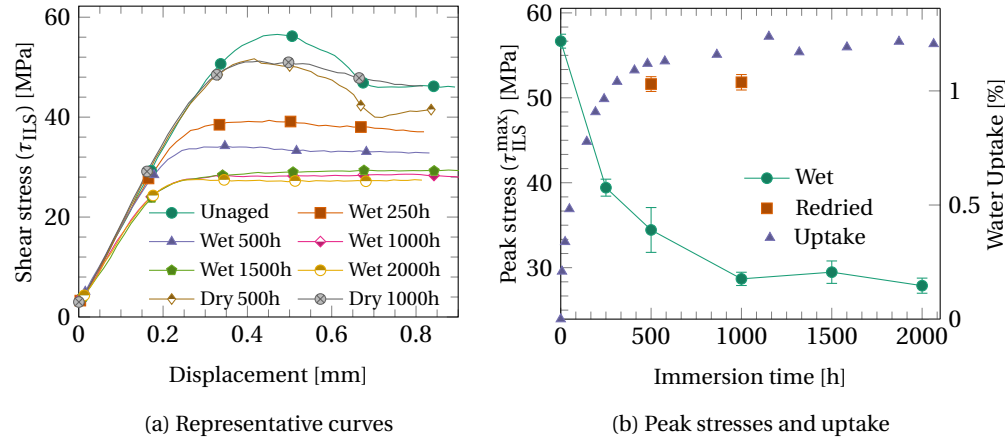 Shear stress (τILS) [MPa]
60
40
20
0
0
0.2
0.4
0.6
0.8
Displacement [mm]
Unaged
Wet 250h
Wet 500h
Wet 1000h
Wet 1500h
Wet 2000h
Dry 500h
Dry 1000h
(a) Representative curves
Peak stress (τILS^max) [MPa]
60
50
40
30
0
500
1000
1500
2000
Immersion time [h]
Wet
Redried
Uptake
1
0.5
0
Water Uptake [%]
(b) Peak stresses and uptake